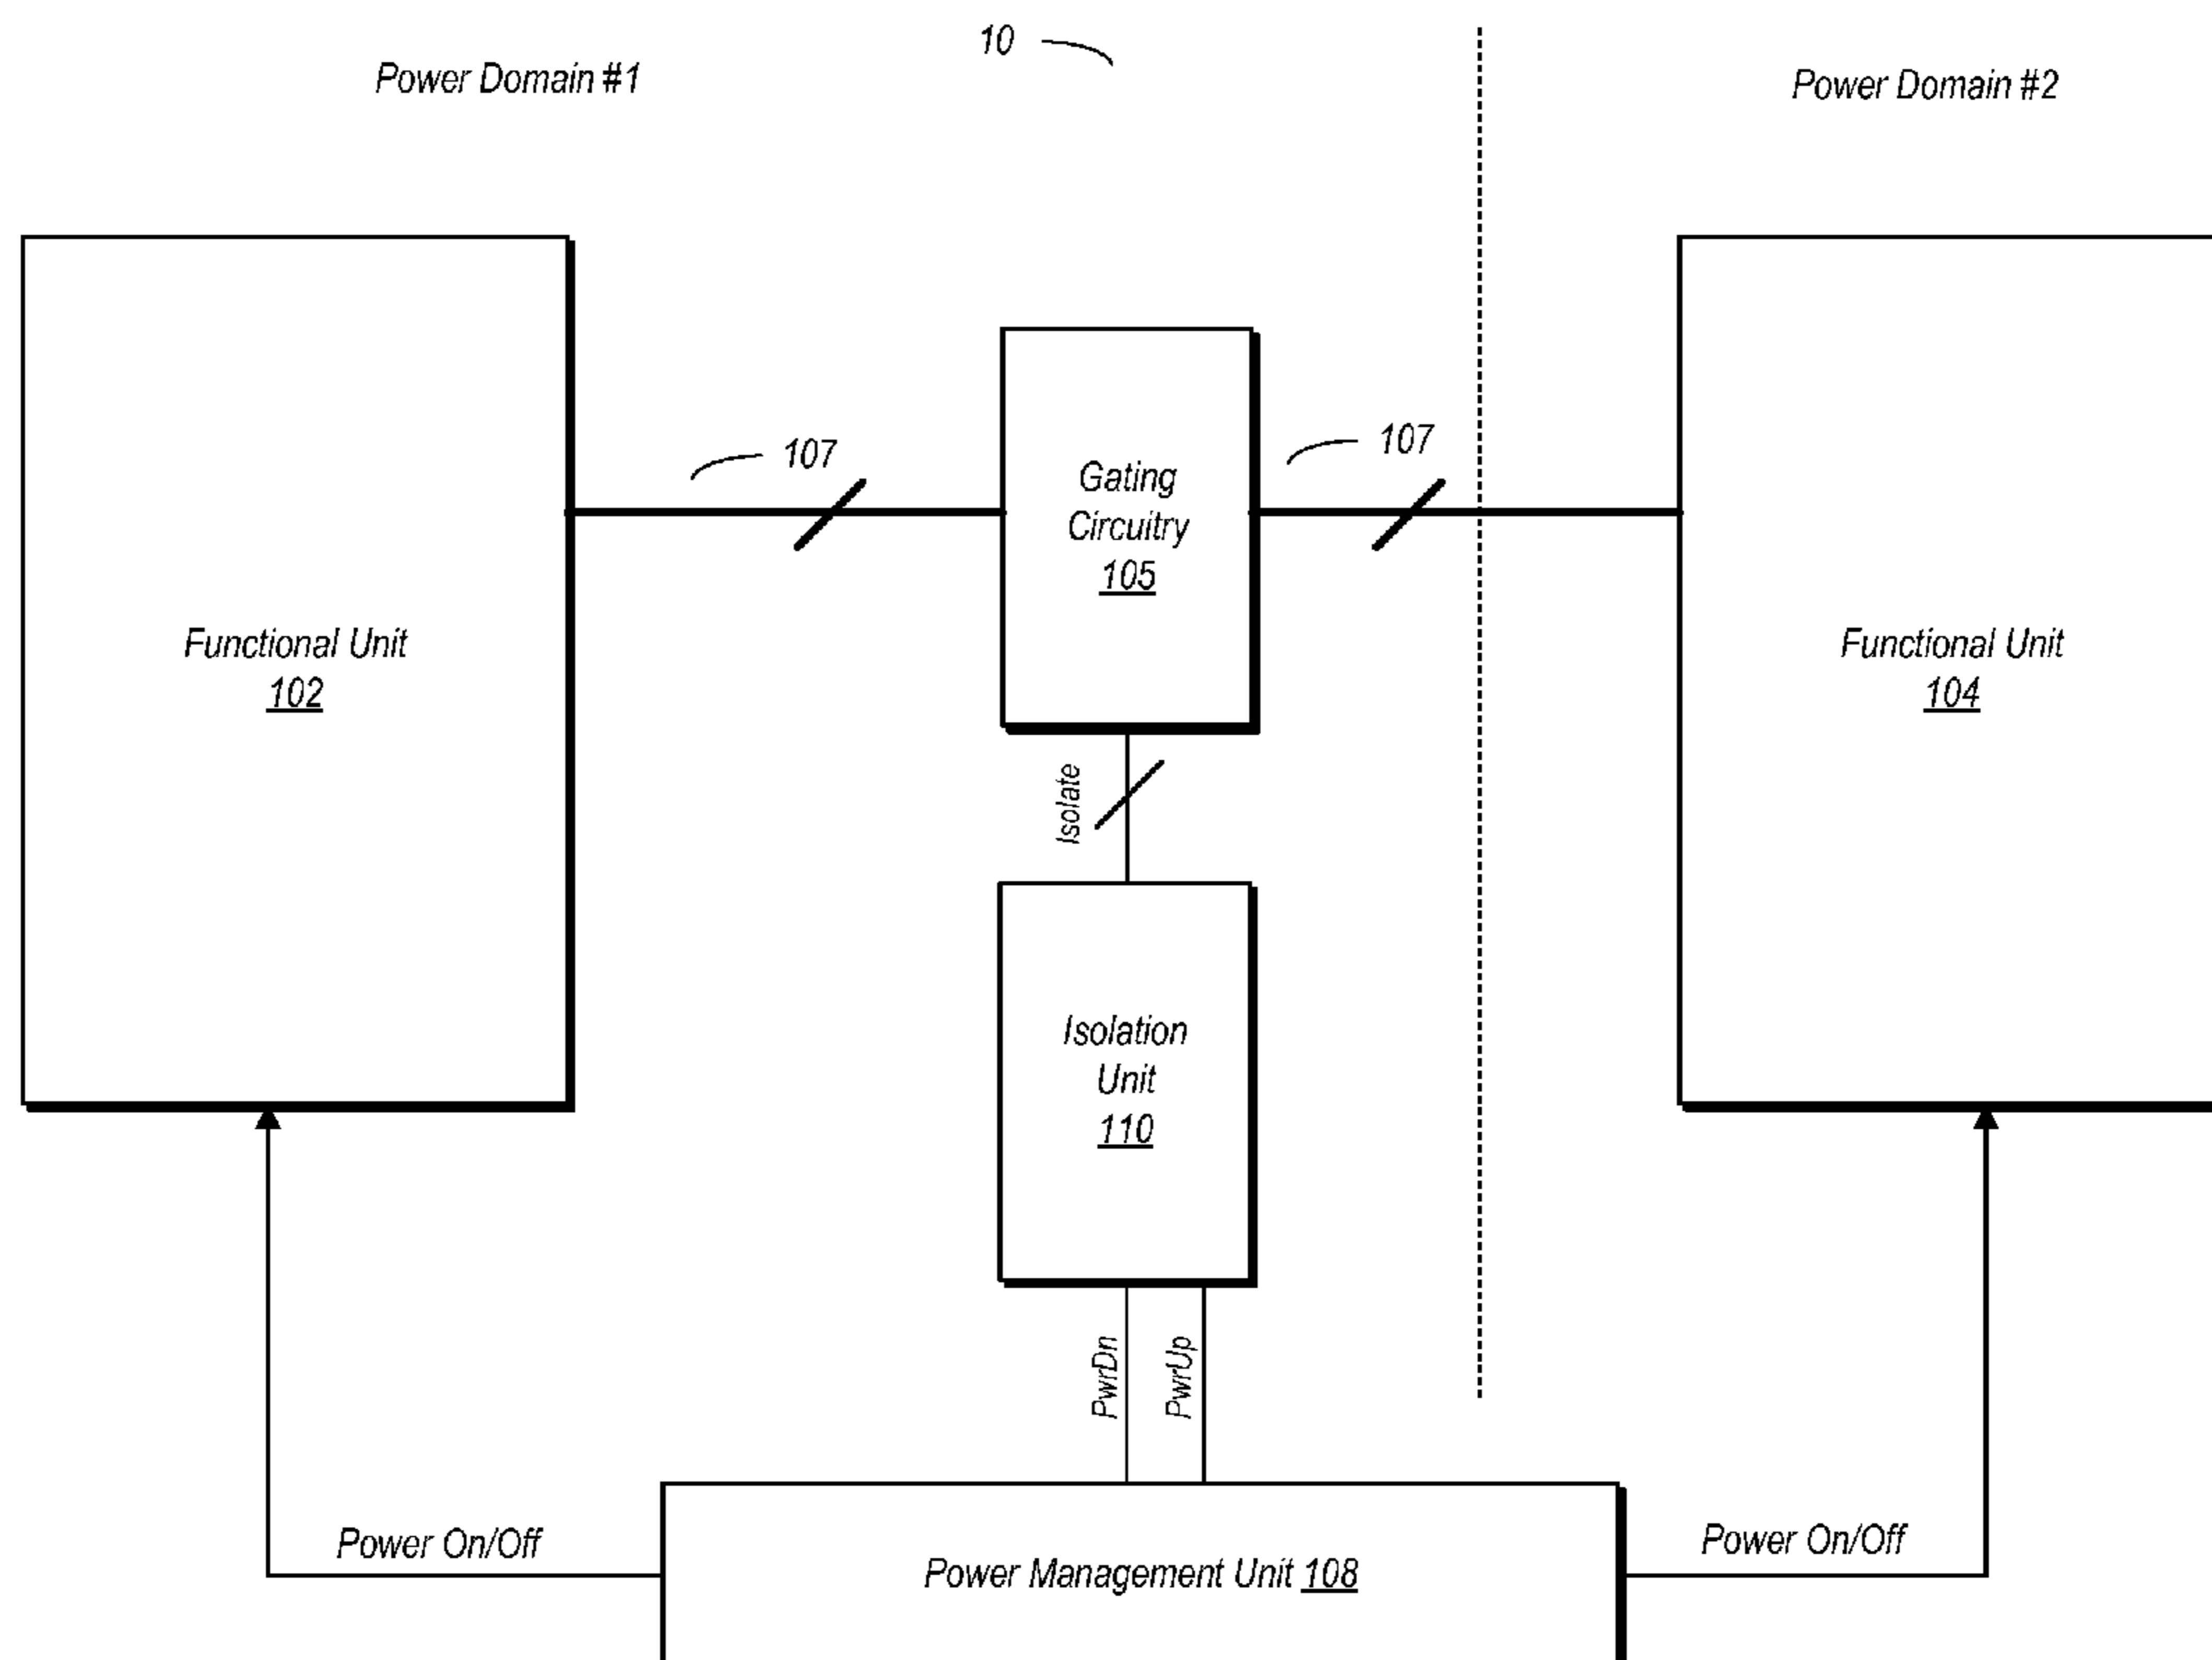 10
Power Domain #1
Power Domain #2
107
107
Gating
Circuitry
105
Functional Unit
102
Functional Unit
104
Isolate
Isolation
Unit
110
PwrDn
PwrUp
Power On/Off
Power On/Off
Power Management Unit 108